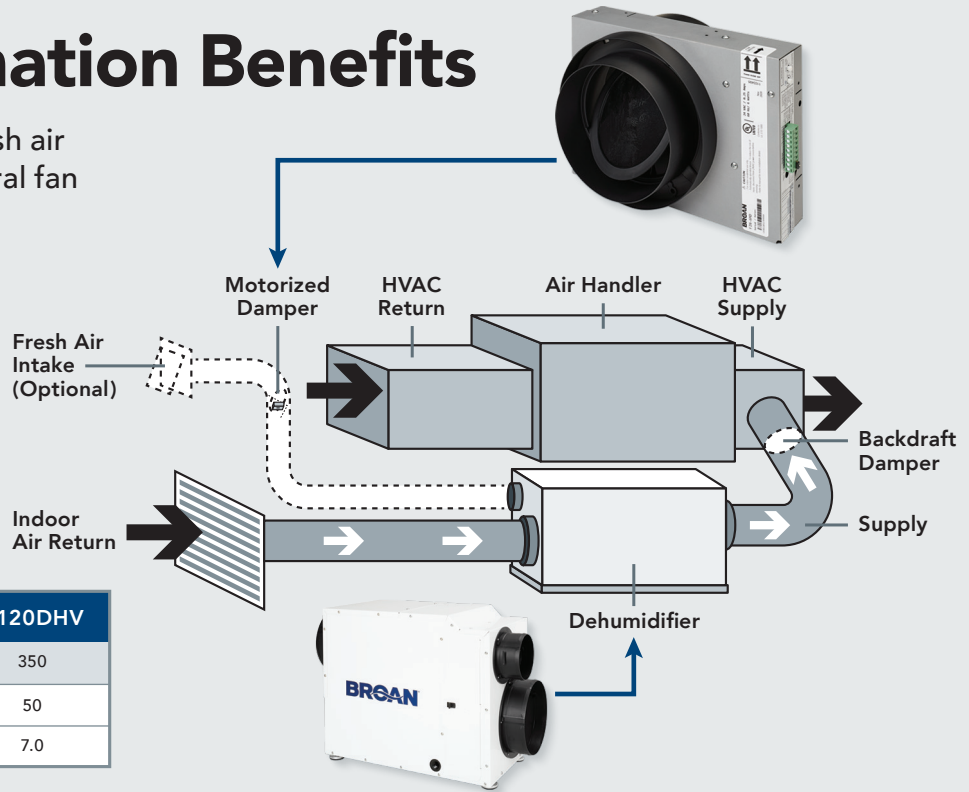 nation Benefits
sh air
ral fan
Motorized
Damper
HVAC
Return
Air Handler
HVAC
Supply
Fresh Air
Intake
(Optional)
Backdraft
Damper
Indoor
Air Return
Supply
Dehumidifier
120DHV
350
50
7.0
BROAN
BROAN